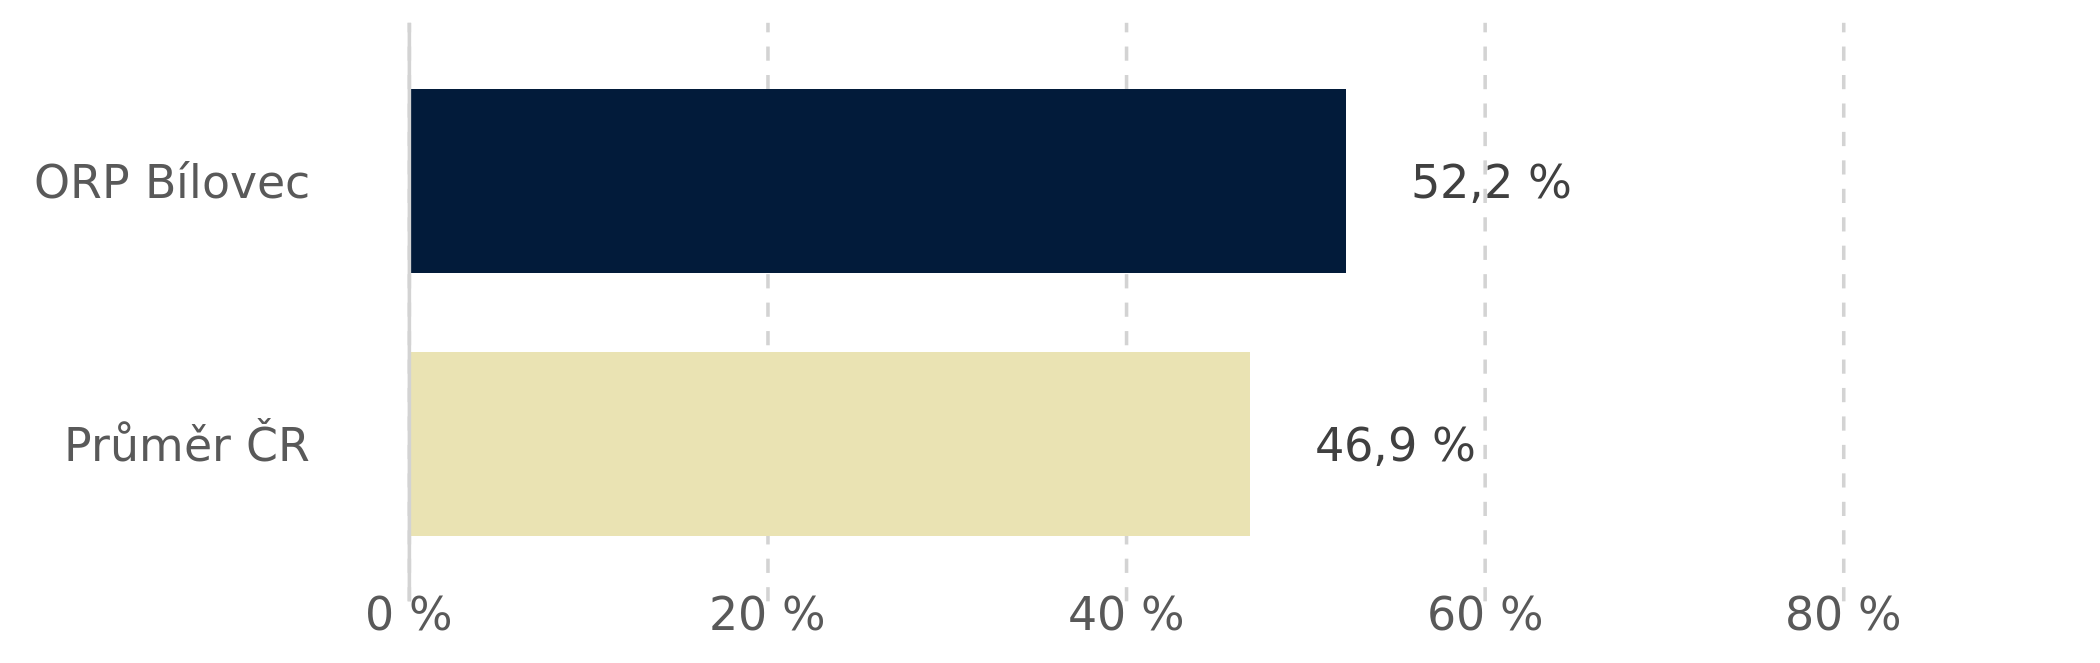 ORP Bílovec 52,2 %
Průměr ČR 46,9 %
0 % 20 % 40 % 60 % 80 %